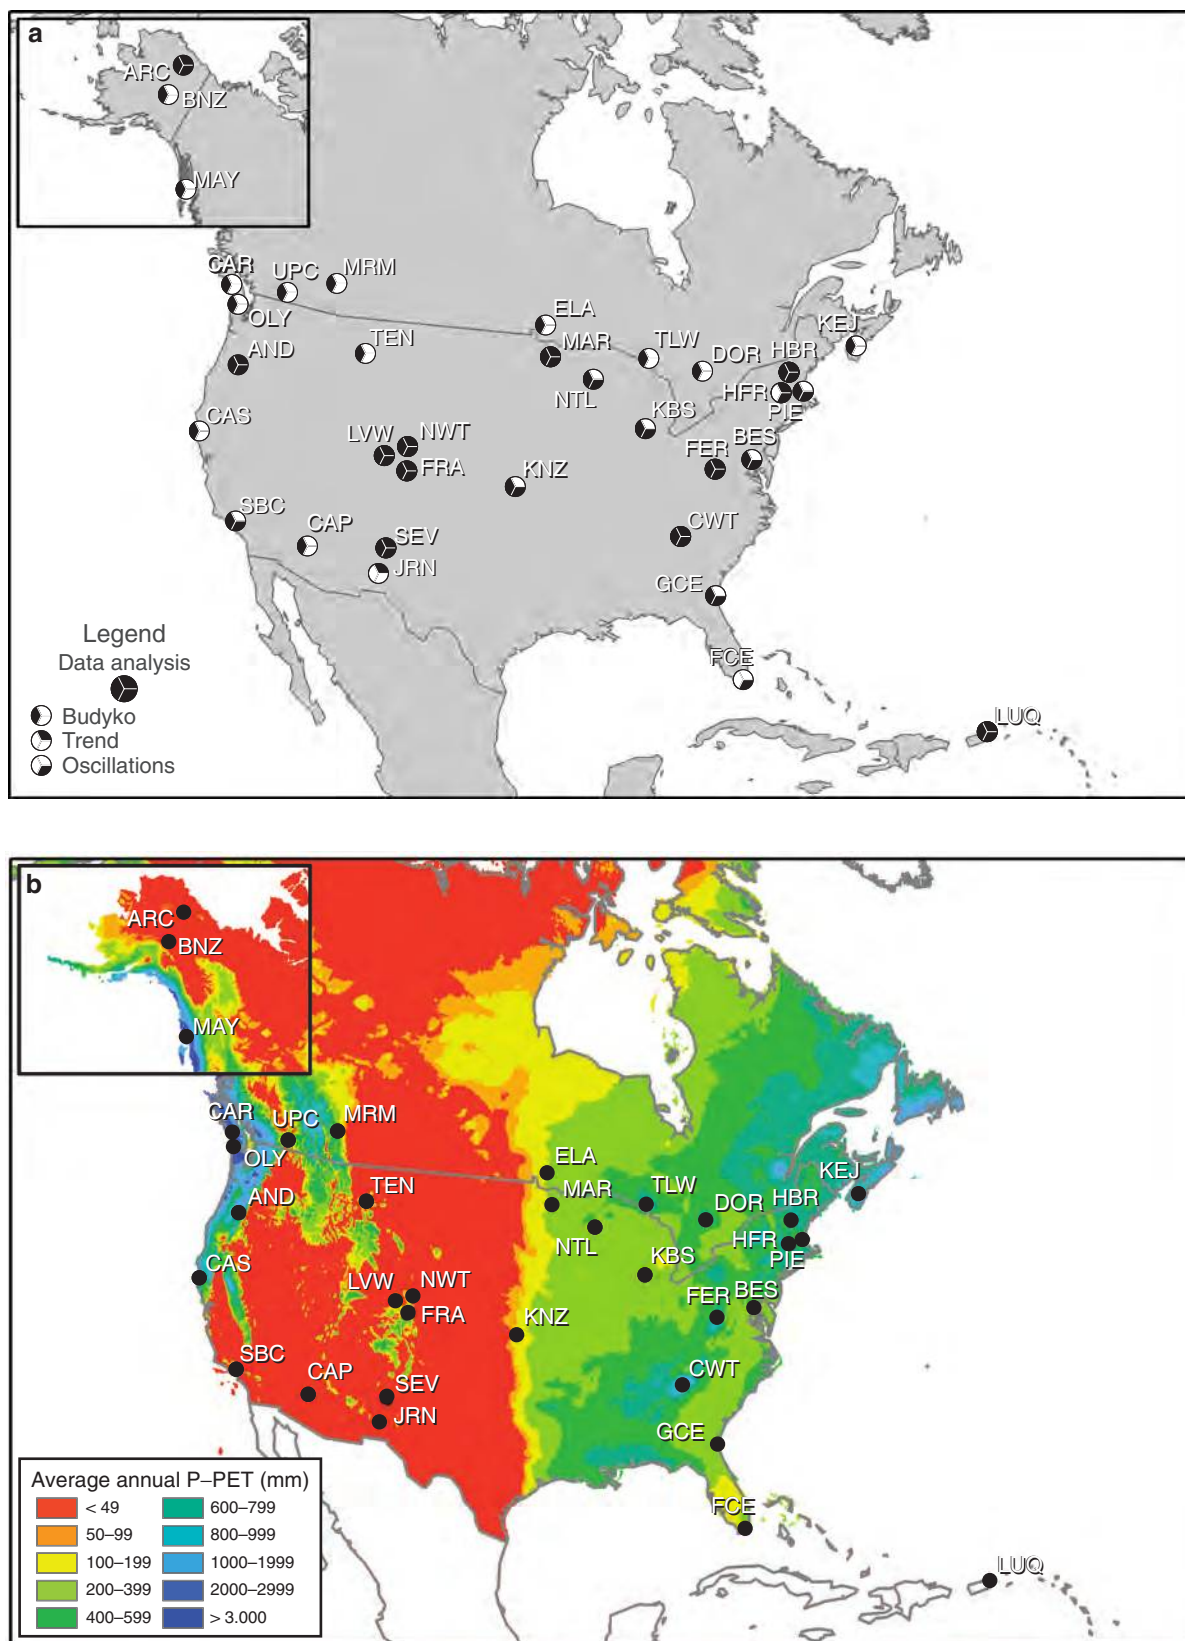 a
ARC
BNZ
MAY
CAR
UPC
MRM
OLY
ELA
KEJ
AND
TEN
MAR
TLW
DOR
HBR
NTL
HFR
PIE
CAS
KBS
LVW
NWT
FER
BES
FRA
KNZ
SBC
CAP
SEV
CWT
JRN
GCE
Legend
Data analysis
FCE
Budyko
LUQ
Trend
Oscillations
b
ARC
BNZ
MAY
CAR
UPC
MRM
OLY
ELA
KEJ
AND
TEN
MAR
TLW
DOR
HBR
NTL
HFR
PIE
CAS
KBS
LVW
NWT
FER
BES
FRA
KNZ
SBC
CAP
SEV
CWT
JRN
GCE
Average annual P–PET (mm)
< 49
50–99
100–199
200–399
400–599
600–799
800–999
1000–1999
2000–2999
> 3.000
FCE
LUQ